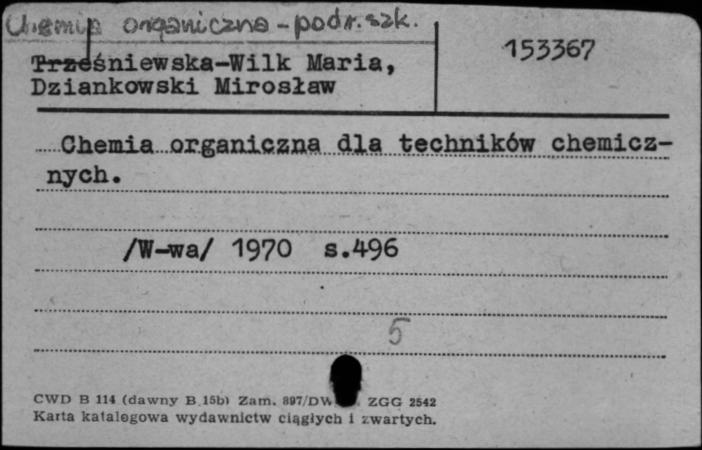 Chemia organiczna - podr. szk.
153367
Trześniewska-Wilk Maria,
Dziankowski Mirosław
Chemia organiczna dla techników chemicz-
nych.
/W-wa/ 1970 s.496
5
CWD B 114 (dawny B 15b) Zam. 897/DW ZGG 2542
Karta katalogowa wydawnictw ciągłych i zwartych.